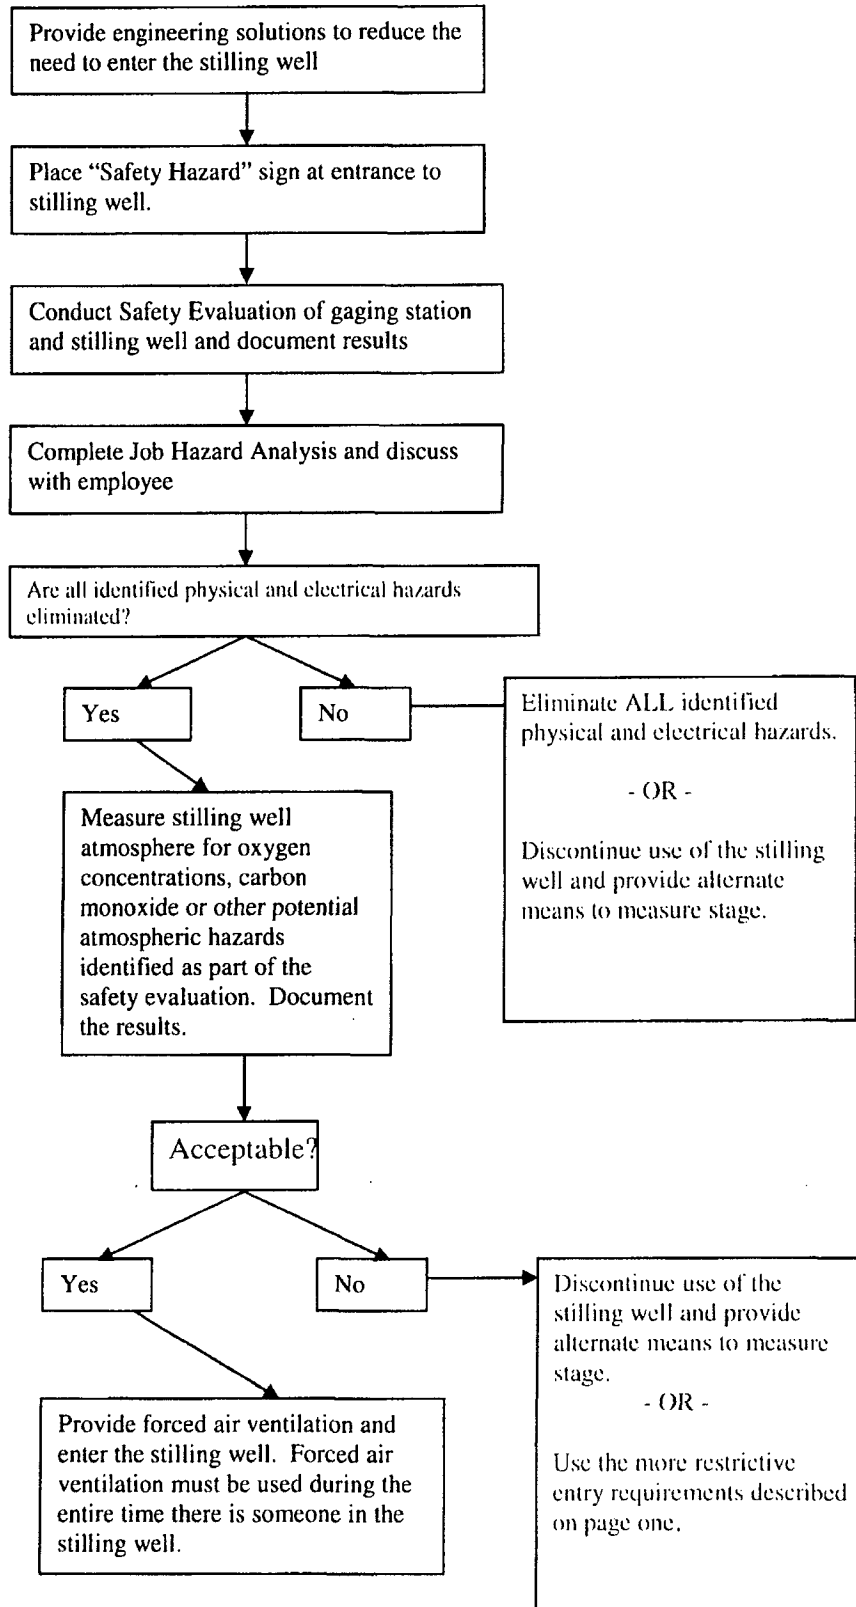 Provide engineering solutions to reduce the
need to enter the stilling well
Place “Safety Hazard” sign at entrance to
stilling well.
Conduct Safety Evaluation of gaging station
and stilling well and document results
Complete Job Hazard Analysis and discuss
with employee
Are all identified physical and electrical hazards
eliminated?
Yes
No
Eliminate ALL identified
physical and electrical hazards.
- OR -
Discontinue use of the stilling
well and provide alternate
means to measure stage.
Measure stilling well
atmosphere for oxygen
concentrations, carbon
monoxide or other potential
atmospheric hazards
identified as part of the
safety evaluation. Document
the results.
Acceptable?
Yes
No
Discontinue use of the
stilling well and provide
alternate means to measure
stage.
- OR -
Use the more restrictive
entry requirements described
on page one.
Provide forced air ventilation and
enter the stilling well. Forced air
ventilation must be used during the
entire time there is someone in the
stilling well.